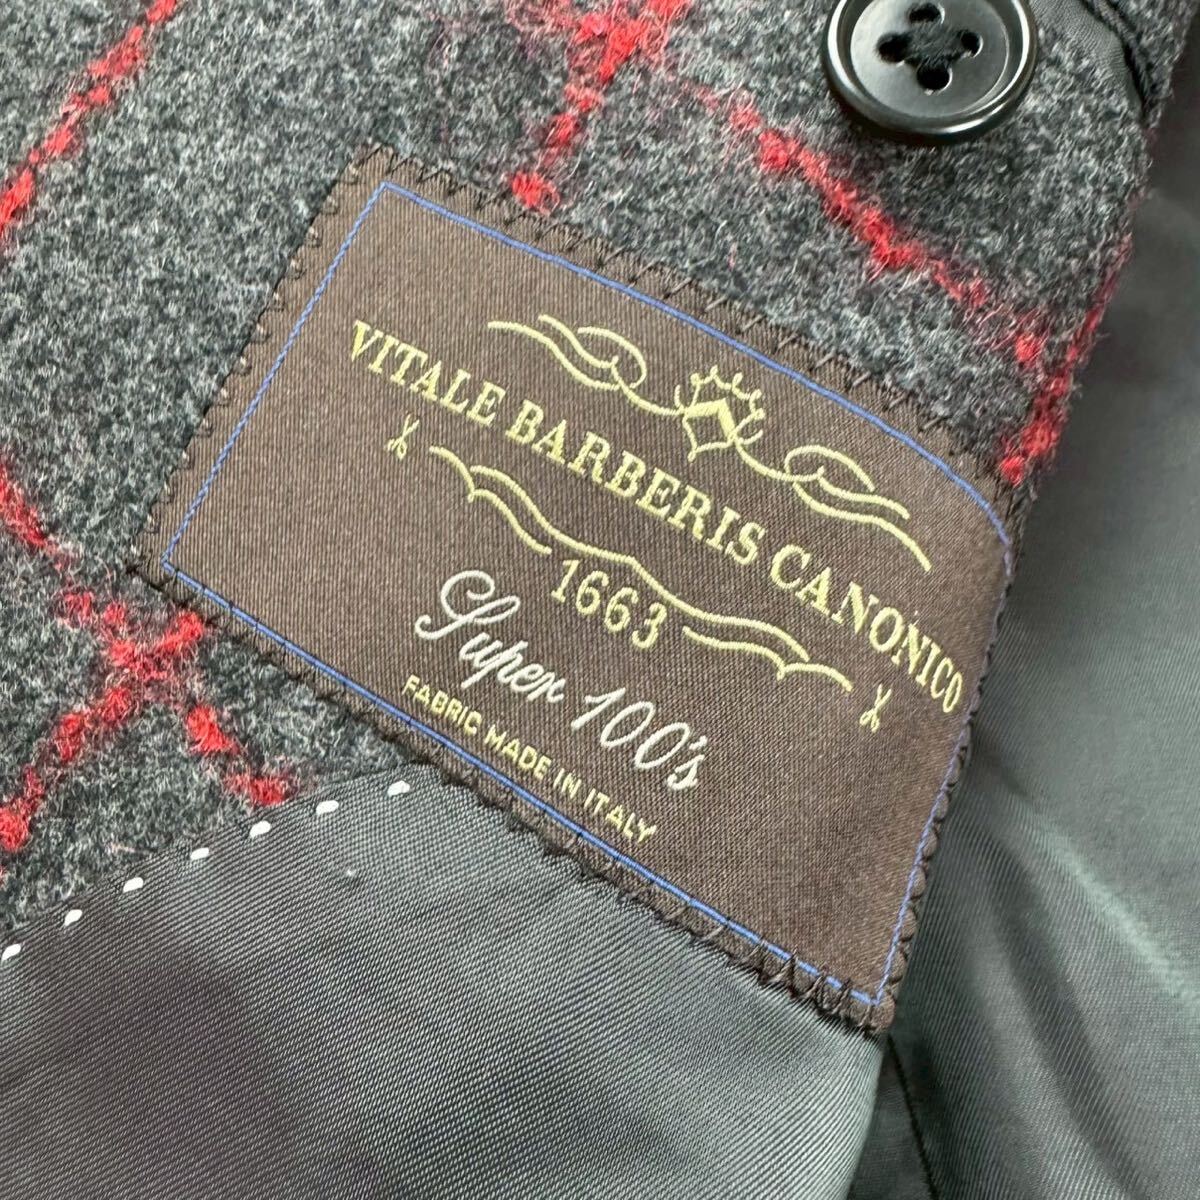 VITALE BARBERIS CANONICO
1663
Super 100's
FABRIC MADE IN ITALY